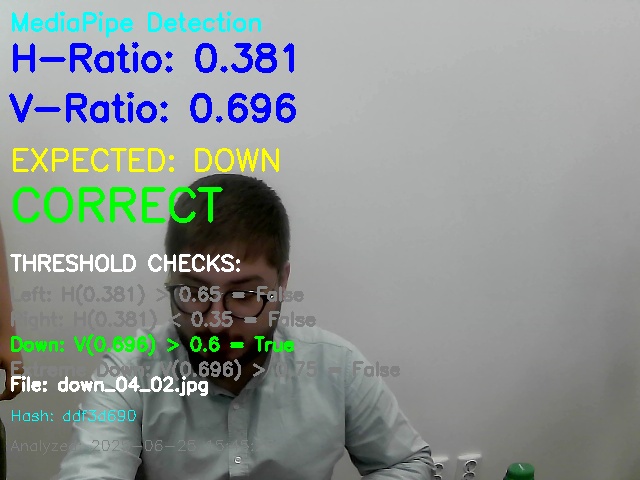 MediaPipe Detection
H-Ratio: 0.381
V-Ratio: 0.696
EXPECTED: DOWN
CORRECT
THRESHOLD CHECKS:
Left: H(0.381) > 0.65 = False
Right: H(0.381) < 0.35 = False
Down: V(0.696) > 0.6 = True
Extreme Down: V(0.696) > 0.75 = False
File: down_04_02.jpg
Hash: ddf3d690